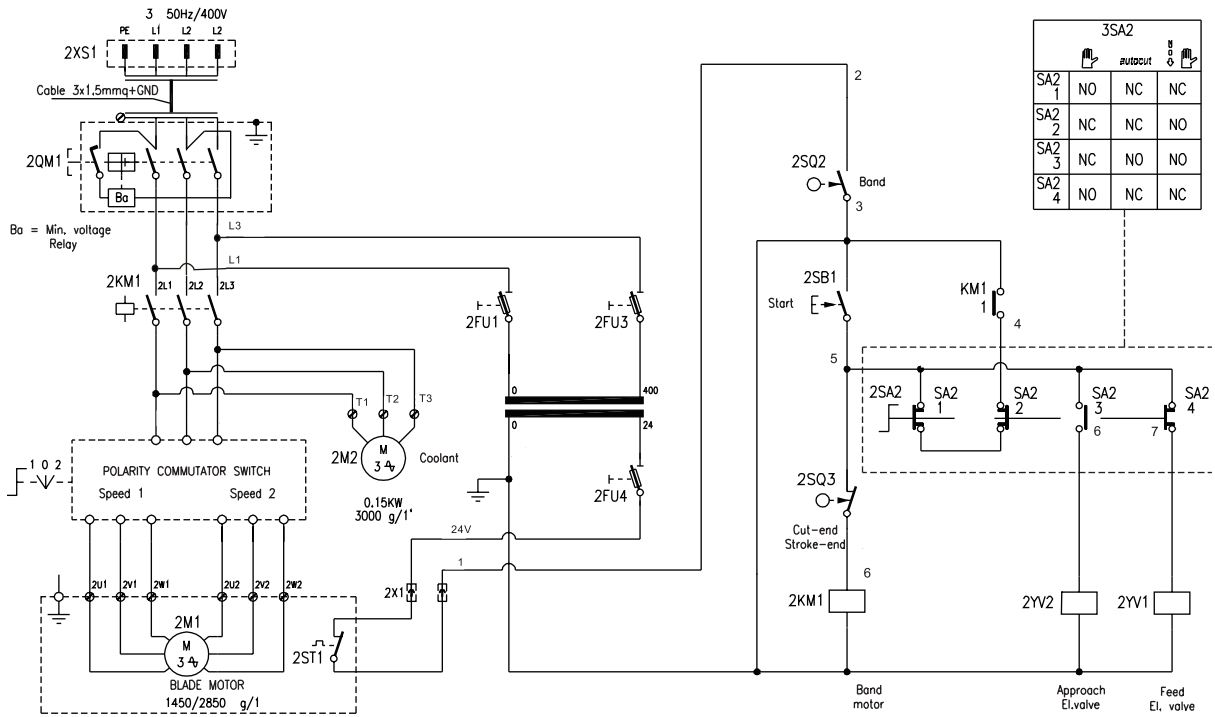 3 50Hz/400V
PE L1 L2 L2
2XS1
Cable 3x1,5mmq+GND
2QM1
Ba
Ba = Min. voltage
Relay
L3
L1
2KM1
2L1 2L2 2L3
2FU1
2FU3
T1 T2 T3
0 400
0 24
2M2
M
3
Coolant
0.15KW
3000 g/1'
2FU4
1 0 2
POLARITY COMMUTATOR SWITCH
Speed 1 Speed 2
24V
1
2X1
2U1 2V1 2W1 2U2 2V2 2W2
2M1
M
3
2ST1
BLADE MOTOR
1450/2850 g/1
2
2SQ2
Band
3
2SB1
Start
KM1
1
4
5
2SA2
SA2
1
SA2
2
SA2
3
6
SA2
4
7
2SQ3
Cut-end
Stroke-end
6
2KM1
2YV2
2YV1
Band
motor
Approach
El.valve
Feed
El, valve
3SA2
autocut
SA2
1 NO NC NC
SA2
2 NC NC NO
SA2
3 NC NO NO
SA2
4 NO NC NC